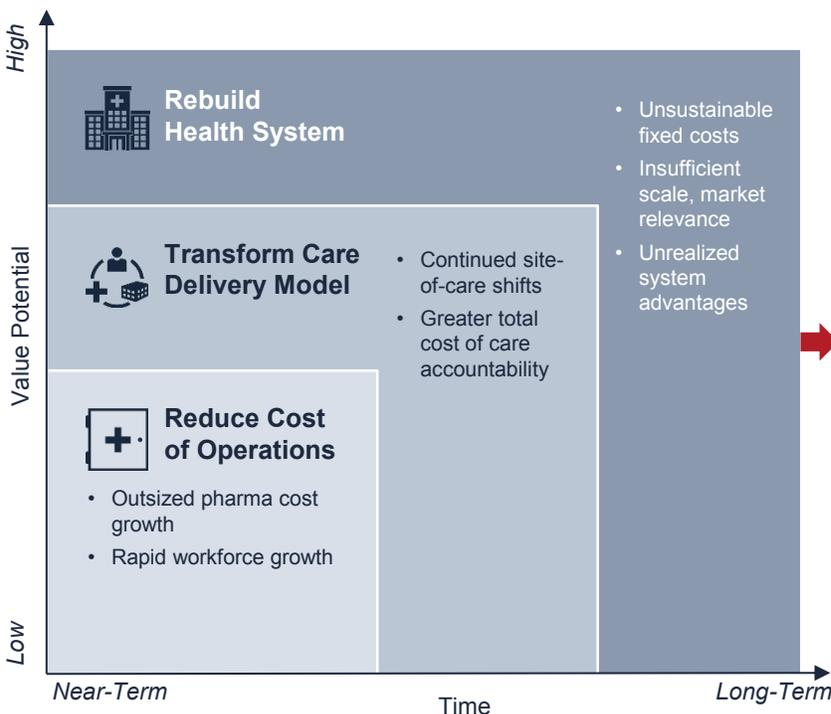 High
Rebuild
Health System
• Unsustainable
fixed costs
• Insufficient
scale, market
relevance
• Unrealized
system
advantages
Transform Care
Delivery Model
• Continued site-
of-care shifts
• Greater total
cost of care
accountability
Value Potential
Reduce Cost
of Operations
• Outsized pharma cost
growth
• Rapid workforce growth
Low
Near-Term
Time
Long-Term